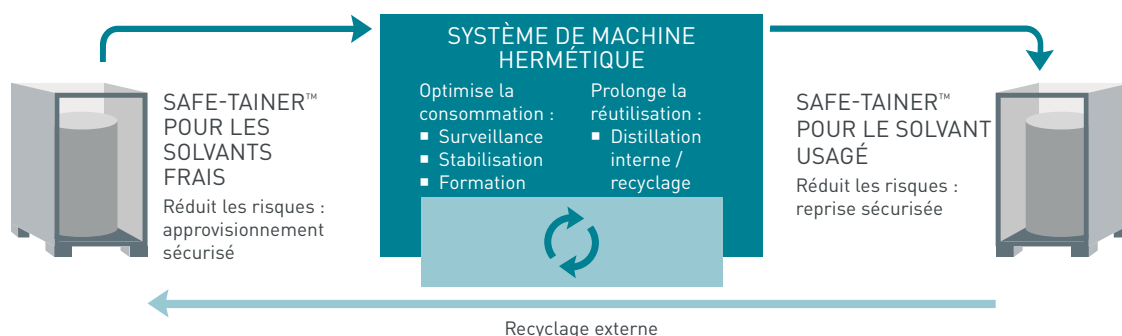 SAFE-TAINER™
POUR LES
SOLVANTS
FRAIS
Réduit les risques :
approvisionnement
sécurisé
SYSTÈME DE MACHINE
HERMÉTIQUE
Optimise la
consommation :
▪ Surveillance
▪ Stabilisation
▪ Formation
Prolonge la
réutilisation :
▪ Distillation
interne /
recyclage
SAFE-TAINER™
POUR LE SOLVANT
USAGÉ
Réduit les risques :
reprise sécurisée
Recyclage externe